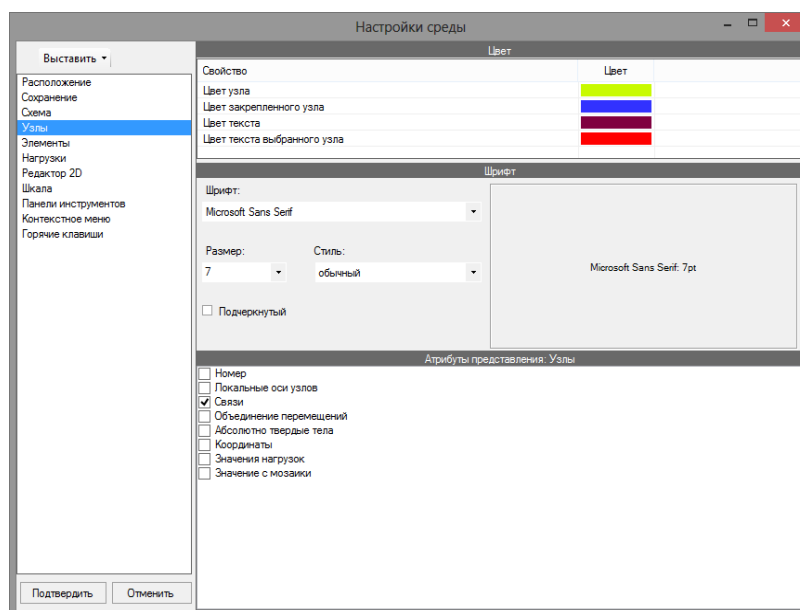 Настройки среды
Выставить
Расположение
Сохранение
Схема
Узлы
Элементы
Нагрузки
Редактор 2D
Шкала
Панели инструментов
Контекстное меню
Горячие клавиши
Подтвердить
Отменить
Цвет
Свойство Цвет
Цвет узла
Цвет закрепленного узла
Цвет текста
Цвет текста выбранного узла
Шрифт
Шрифт:
Microsoft Sans Serif
Размер: Стиль:
7 обычный
Подчеркнутый
Microsoft Sans Serif: 7pt
Атрибуты представления: Узлы
Номер
Локальные оси узлов
Связи
Объединение перемещений
Абсолютно твердые тела
Координаты
Значения нагрузок
Значение с мозаики